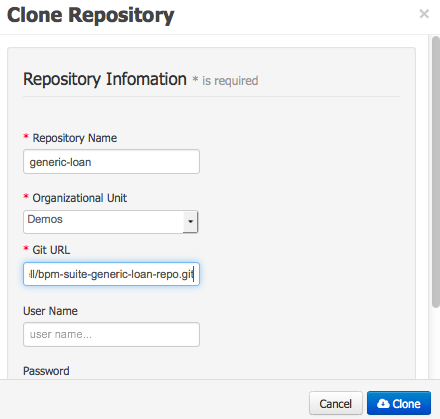 Clone Repository
×
Repository Infomation * is required
* Repository Name
generic-loan
* Organizational Unit
Demos
* Git URL
ll/bpm-suite-generic-loan-repo.git
User Name
user name...
Password
Cancel
Clone